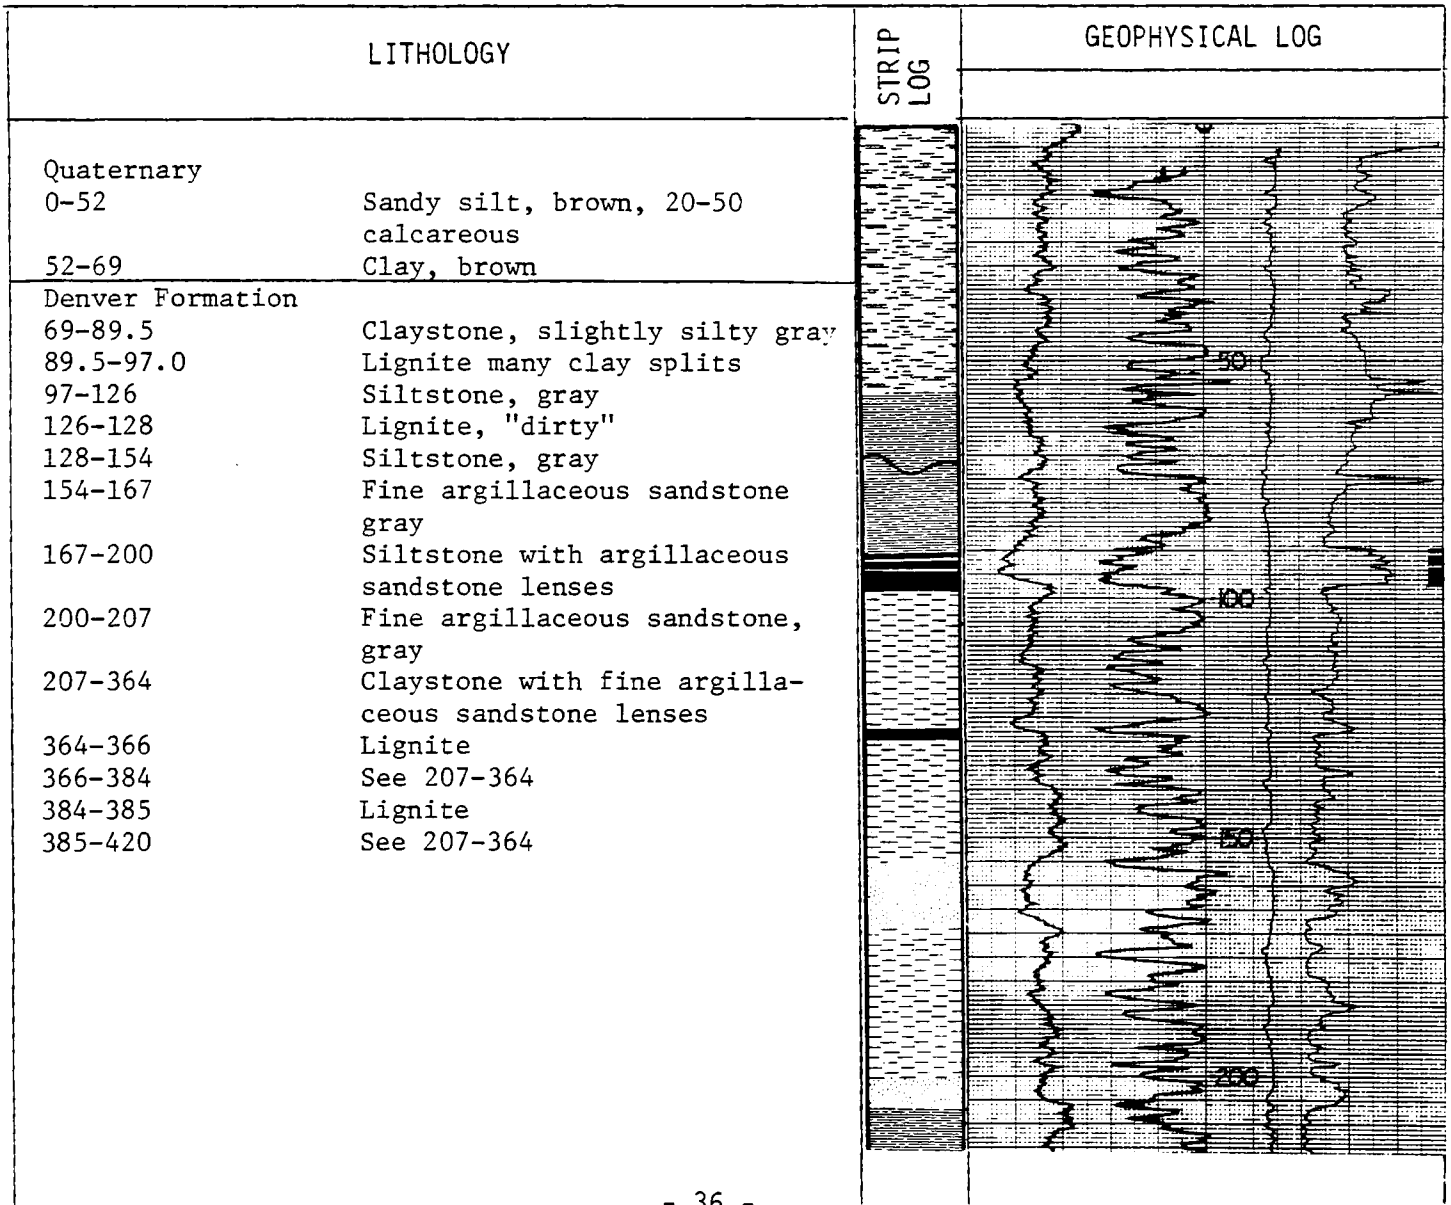 LITHOLOGY
STRIP
LOG
GEOPHYSICAL LOG
Quaternary
0-52 Sandy silt, brown, 20-50
calcareous
52-69 Clay, brown
Denver Formation
69-89.5 Claystone, slightly silty gray
89.5-97.0 Lignite many clay splits
97-126 Siltstone, gray
126-128 Lignite, "dirty"
128-154 Siltstone, gray
154-167 Fine argillaceous sandstone
gray
167-200 Siltstone with argillaceous
sandstone lenses
200-207 Fine argillaceous sandstone,
gray
207-364 Claystone with fine argilla-
ceous sandstone lenses
364-366 Lignite
366-384 See 207-364
384-385 Lignite
385-420 See 207-364
50
100
150
200
- 36 -